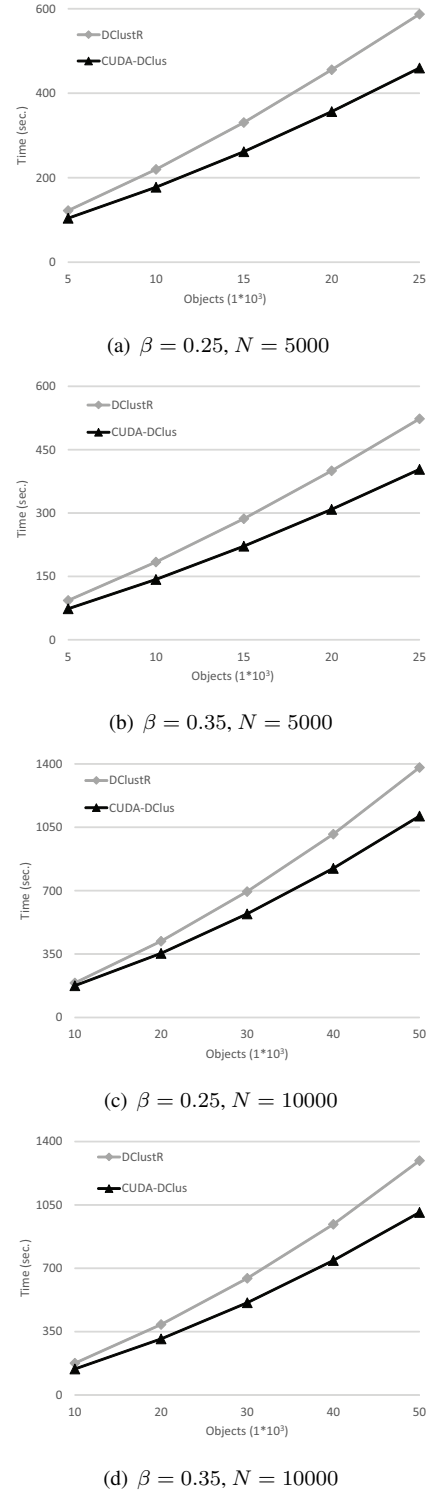 600
DClustR
CUDA-DClus
400
Time (sec.)
200
0
5 10 15 20 25
Objects (1*10³)
(a) β = 0.25, N = 5000
600
DClustR
450
CUDA-DClus
Time (sec.)
300
150
0
5 10 15 20 25
Objects (1*10³)
(b) β = 0.35, N = 5000
1400
DClustR
CUDA-DClus
1050
Time (sec.)
700
350
0
10 20 30 40 50
Objects (1*10³)
(c) β = 0.25, N = 10000
1400
DClustR
CUDA-DClus
1050
Time (sec.)
700
350
0
10 20 30 40 50
Objects (1*10³)
(d) β = 0.35, N = 10000